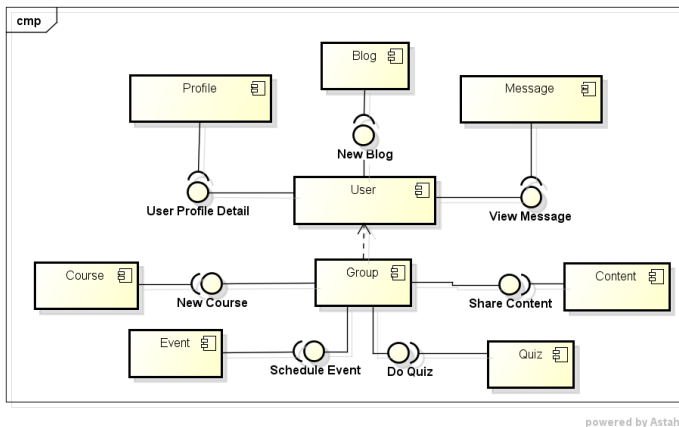 cmp
Blog
Profile
Message
New Blog
User
User Profile Detail
View Message
Group
Course
Content
New Course
Share Content
Event
Quiz
Schedule Event
Do Quiz
powered by Astah